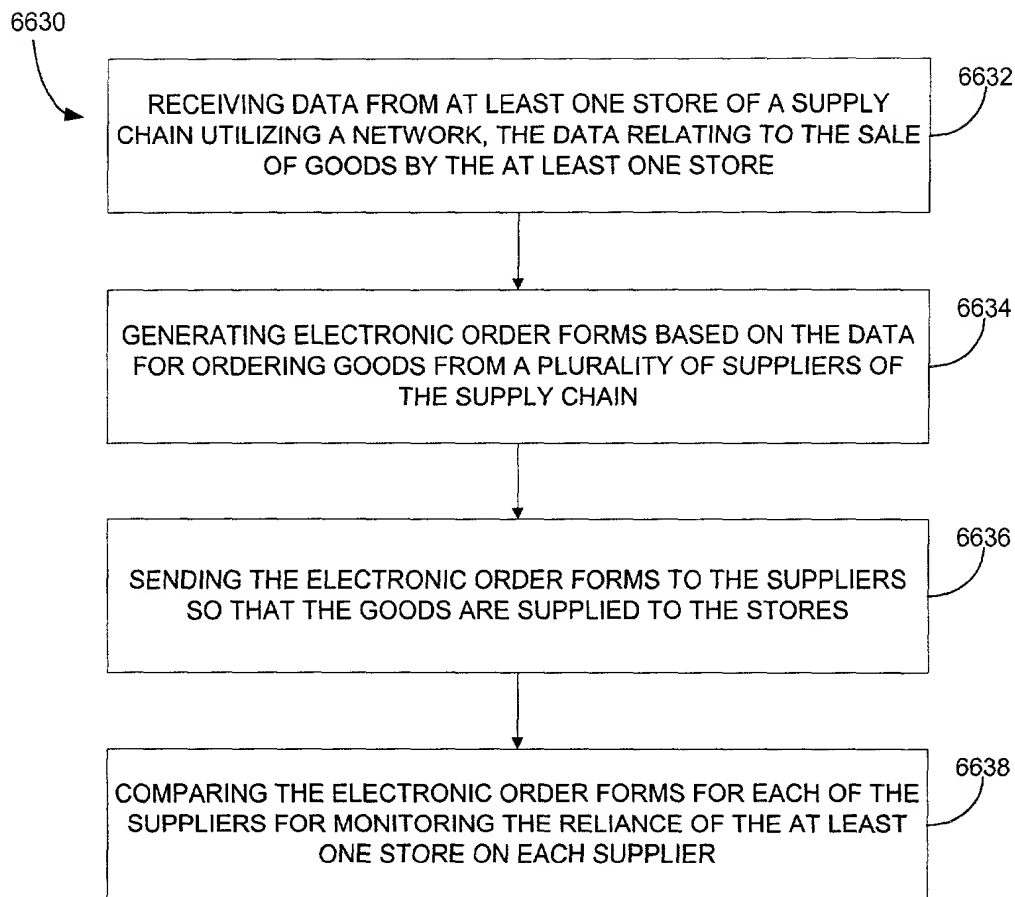 6630
6632
RECEIVING DATA FROM AT LEAST ONE STORE OF A SUPPLY
CHAIN UTILIZING A NETWORK, THE DATA RELATING TO THE SALE
OF GOODS BY THE AT LEAST ONE STORE
6634
GENERATING ELECTRONIC ORDER FORMS BASED ON THE DATA
FOR ORDERING GOODS FROM A PLURALITY OF SUPPLIERS OF
THE SUPPLY CHAIN
6636
SENDING THE ELECTRONIC ORDER FORMS TO THE SUPPLIERS
SO THAT THE GOODS ARE SUPPLIED TO THE STORES
6638
COMPARING THE ELECTRONIC ORDER FORMS FOR EACH OF THE
SUPPLIERS FOR MONITORING THE RELIANCE OF THE AT LEAST
ONE STORE ON EACH SUPPLIER